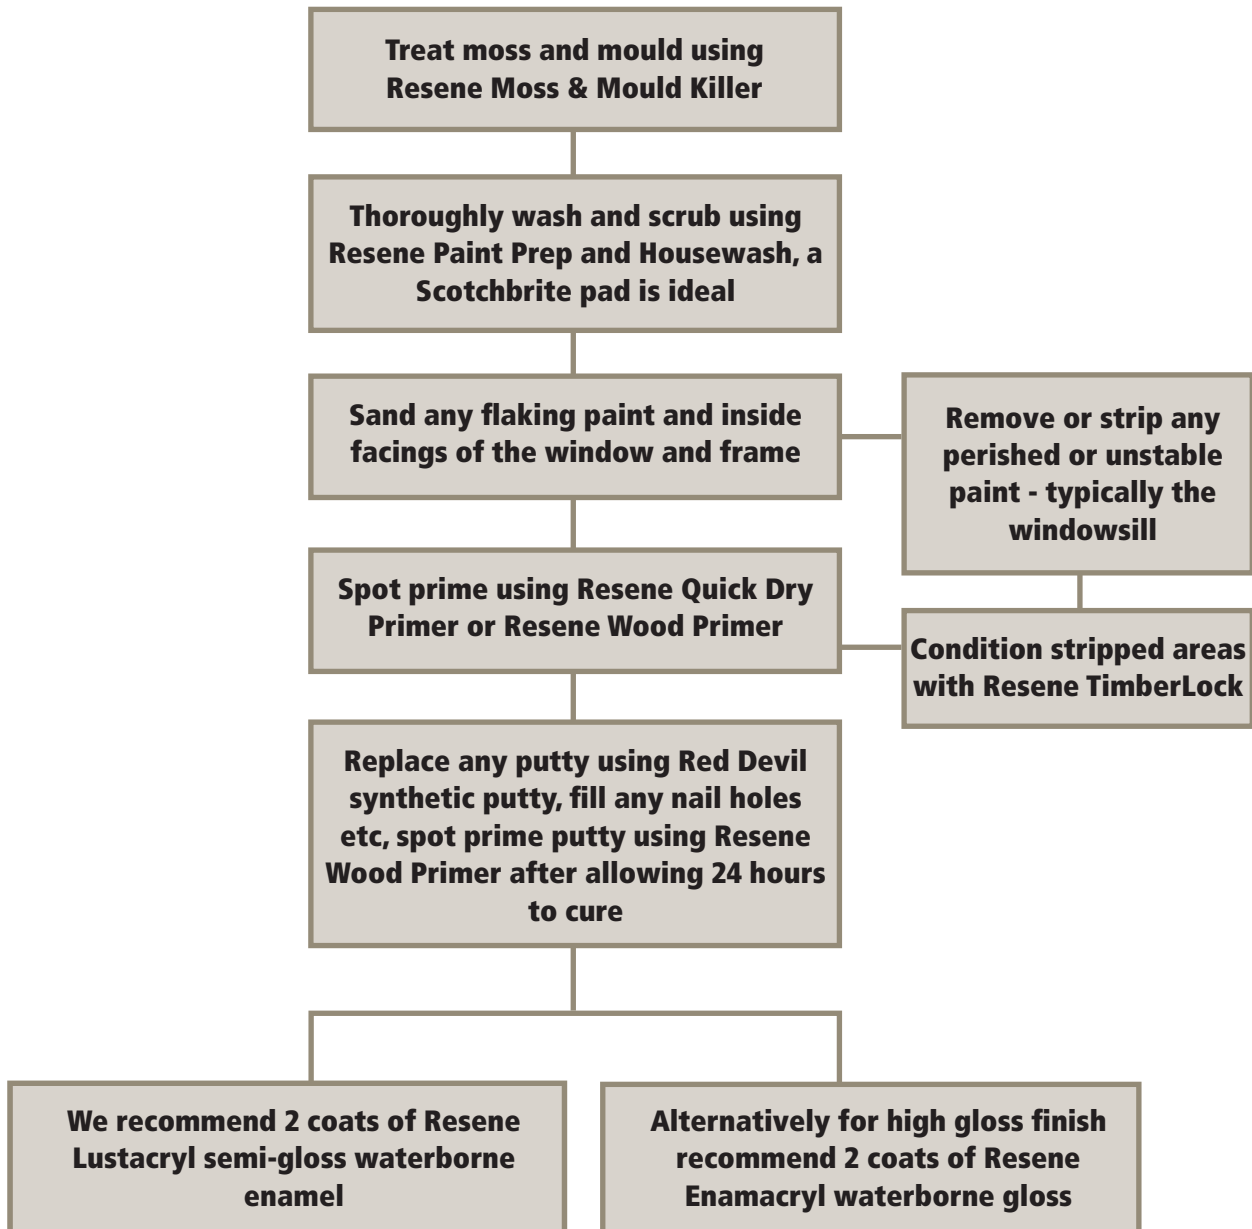 Treat moss and mould using
Resene Moss & Mould Killer
Thoroughly wash and scrub using
Resene Paint Prep and Housewash, a
Scotchbrite pad is ideal
Sand any flaking paint and inside
facings of the window and frame
Remove or strip any
perished or unstable
paint - typically the
windowsill
Condition stripped areas
with Resene TimberLock
Spot prime using Resene Quick Dry
Primer or Resene Wood Primer
Replace any putty using Red Devil
synthetic putty, fill any nail holes
etc, spot prime putty using Resene
Wood Primer after allowing 24 hours
to cure
We recommend 2 coats of Resene
Lustacryl semi-gloss waterborne
enamel
Alternatively for high gloss finish
recommend 2 coats of Resene
Enamacryl waterborne gloss